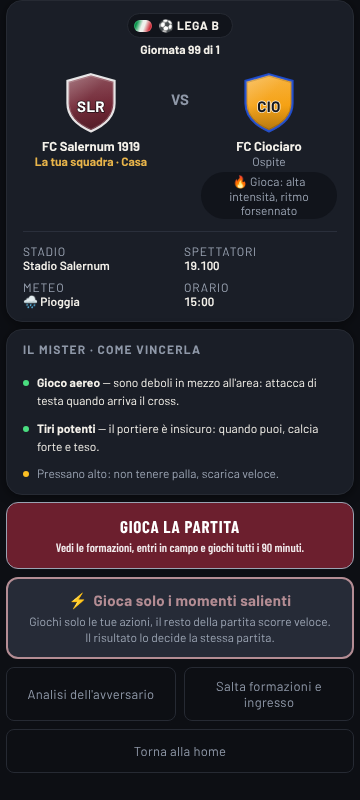 LEGA B
Giornata 99 di 1
SLR
VS
CIO
FC Salernum 1919
La tua squadra · Casa
FC Ciociaro
Ospite
🔥 Gioca: alta
intensità, ritmo
forsennato
STADIO
Stadio Salernum
SPETTATORI
19.100
METEO
🌧️ Pioggia
ORARIO
15:00
IL MISTER · COME VINCERLA
Gioco aereo — sono deboli in mezzo all'area: attacca di
testa quando arriva il cross.
Tiri potenti — il portiere è insicuro: quando puoi, calcia
forte e teso.
Pressano alto: non tenere palla, scarica veloce.
GIOCA LA PARTITA
Vedi le formazioni, entri in campo e giochi tutti i 90 minuti.
⚡ Gioca solo i momenti salienti
Giochi solo le tue azioni, il resto della partita scorre veloce.
Il risultato lo decide la stessa partita.
Analisi dell'avversario
Salta formazioni e
ingresso
Torna alla home